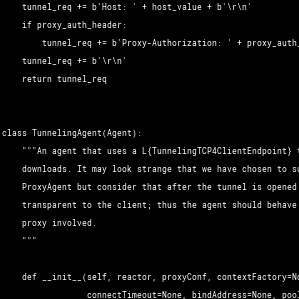 tunnel_req += b'Host: ' + host_value + b'\r\n'
if proxy_auth_header:
tunnel_req += b'Proxy-Authorization: ' + proxy_auth_
tunnel_req += b'\r\n'
return tunnel_req
class TunnelingAgent(Agent):
"""An agent that uses a L{TunnelingTCP4ClientEndpoint}
downloads. It may look strange that we have chosen to
ProxyAgent but consider that after the tunnel is opened
transparent to the client; thus the agent should behave
proxy involved.
"""
def __init__(self, reactor, proxyConf, contextFactory=
connectTimeout=None, bindAddress=None,